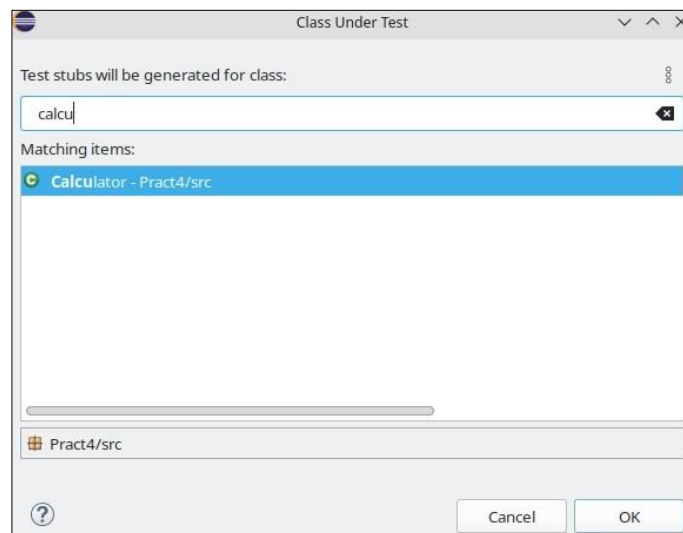 Class Under Test
Test stubs will be generated for class:
calcu
Matching items:
Calculator - Pract4/src
Pract4/src
Cancel
OK